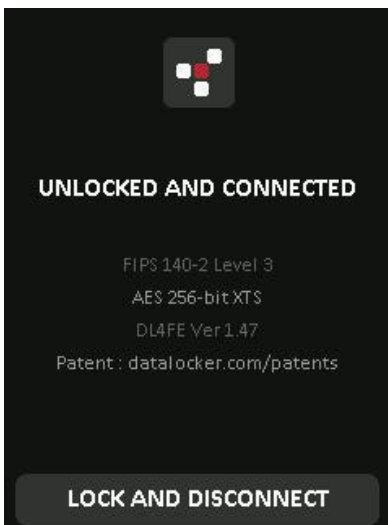 UNLOCKED AND CONNECTED
FIPS 140-2 Level 3
AES 256-bit XTS
DL4FE Ver 1.47
Patent : datalocker.com/patents
LOCK AND DISCONNECT